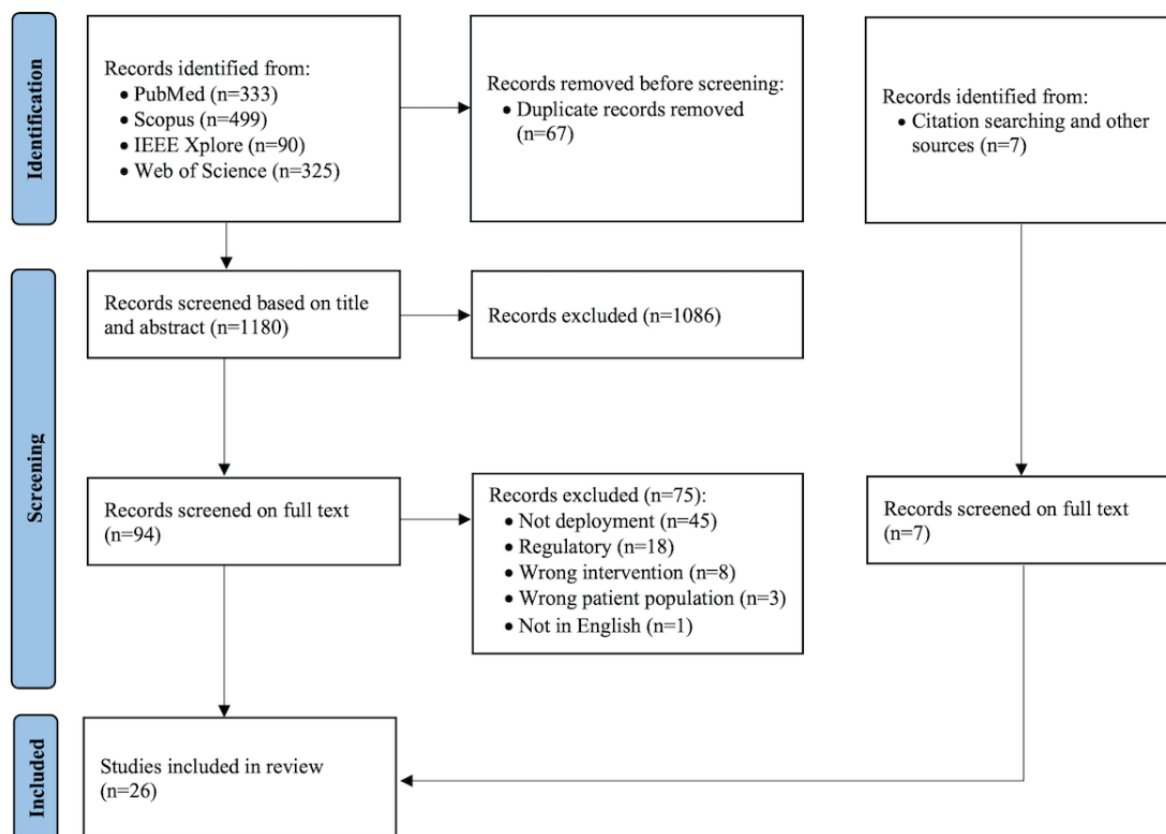 Identification
Records identified from:
• PubMed (n=333)
• Scopus (n=499)
• IEEE Xplore (n=90)
• Web of Science (n=325)
Records removed before screening:
• Duplicate records removed
(n=67)
Records identified from:
• Citation searching and other
sources (n=7)
Screening
Records screened based on title
and abstract (n=1180)
Records excluded (n=1086)
Records screened on full text
(n=94)
Records excluded (n=75):
• Not deployment (n=45)
• Regulatory (n=18)
• Wrong intervention (n=8)
• Wrong patient population (n=3)
• Not in English (n=1)
Records screened on full text
(n=7)
Included
Studies included in review
(n=26)